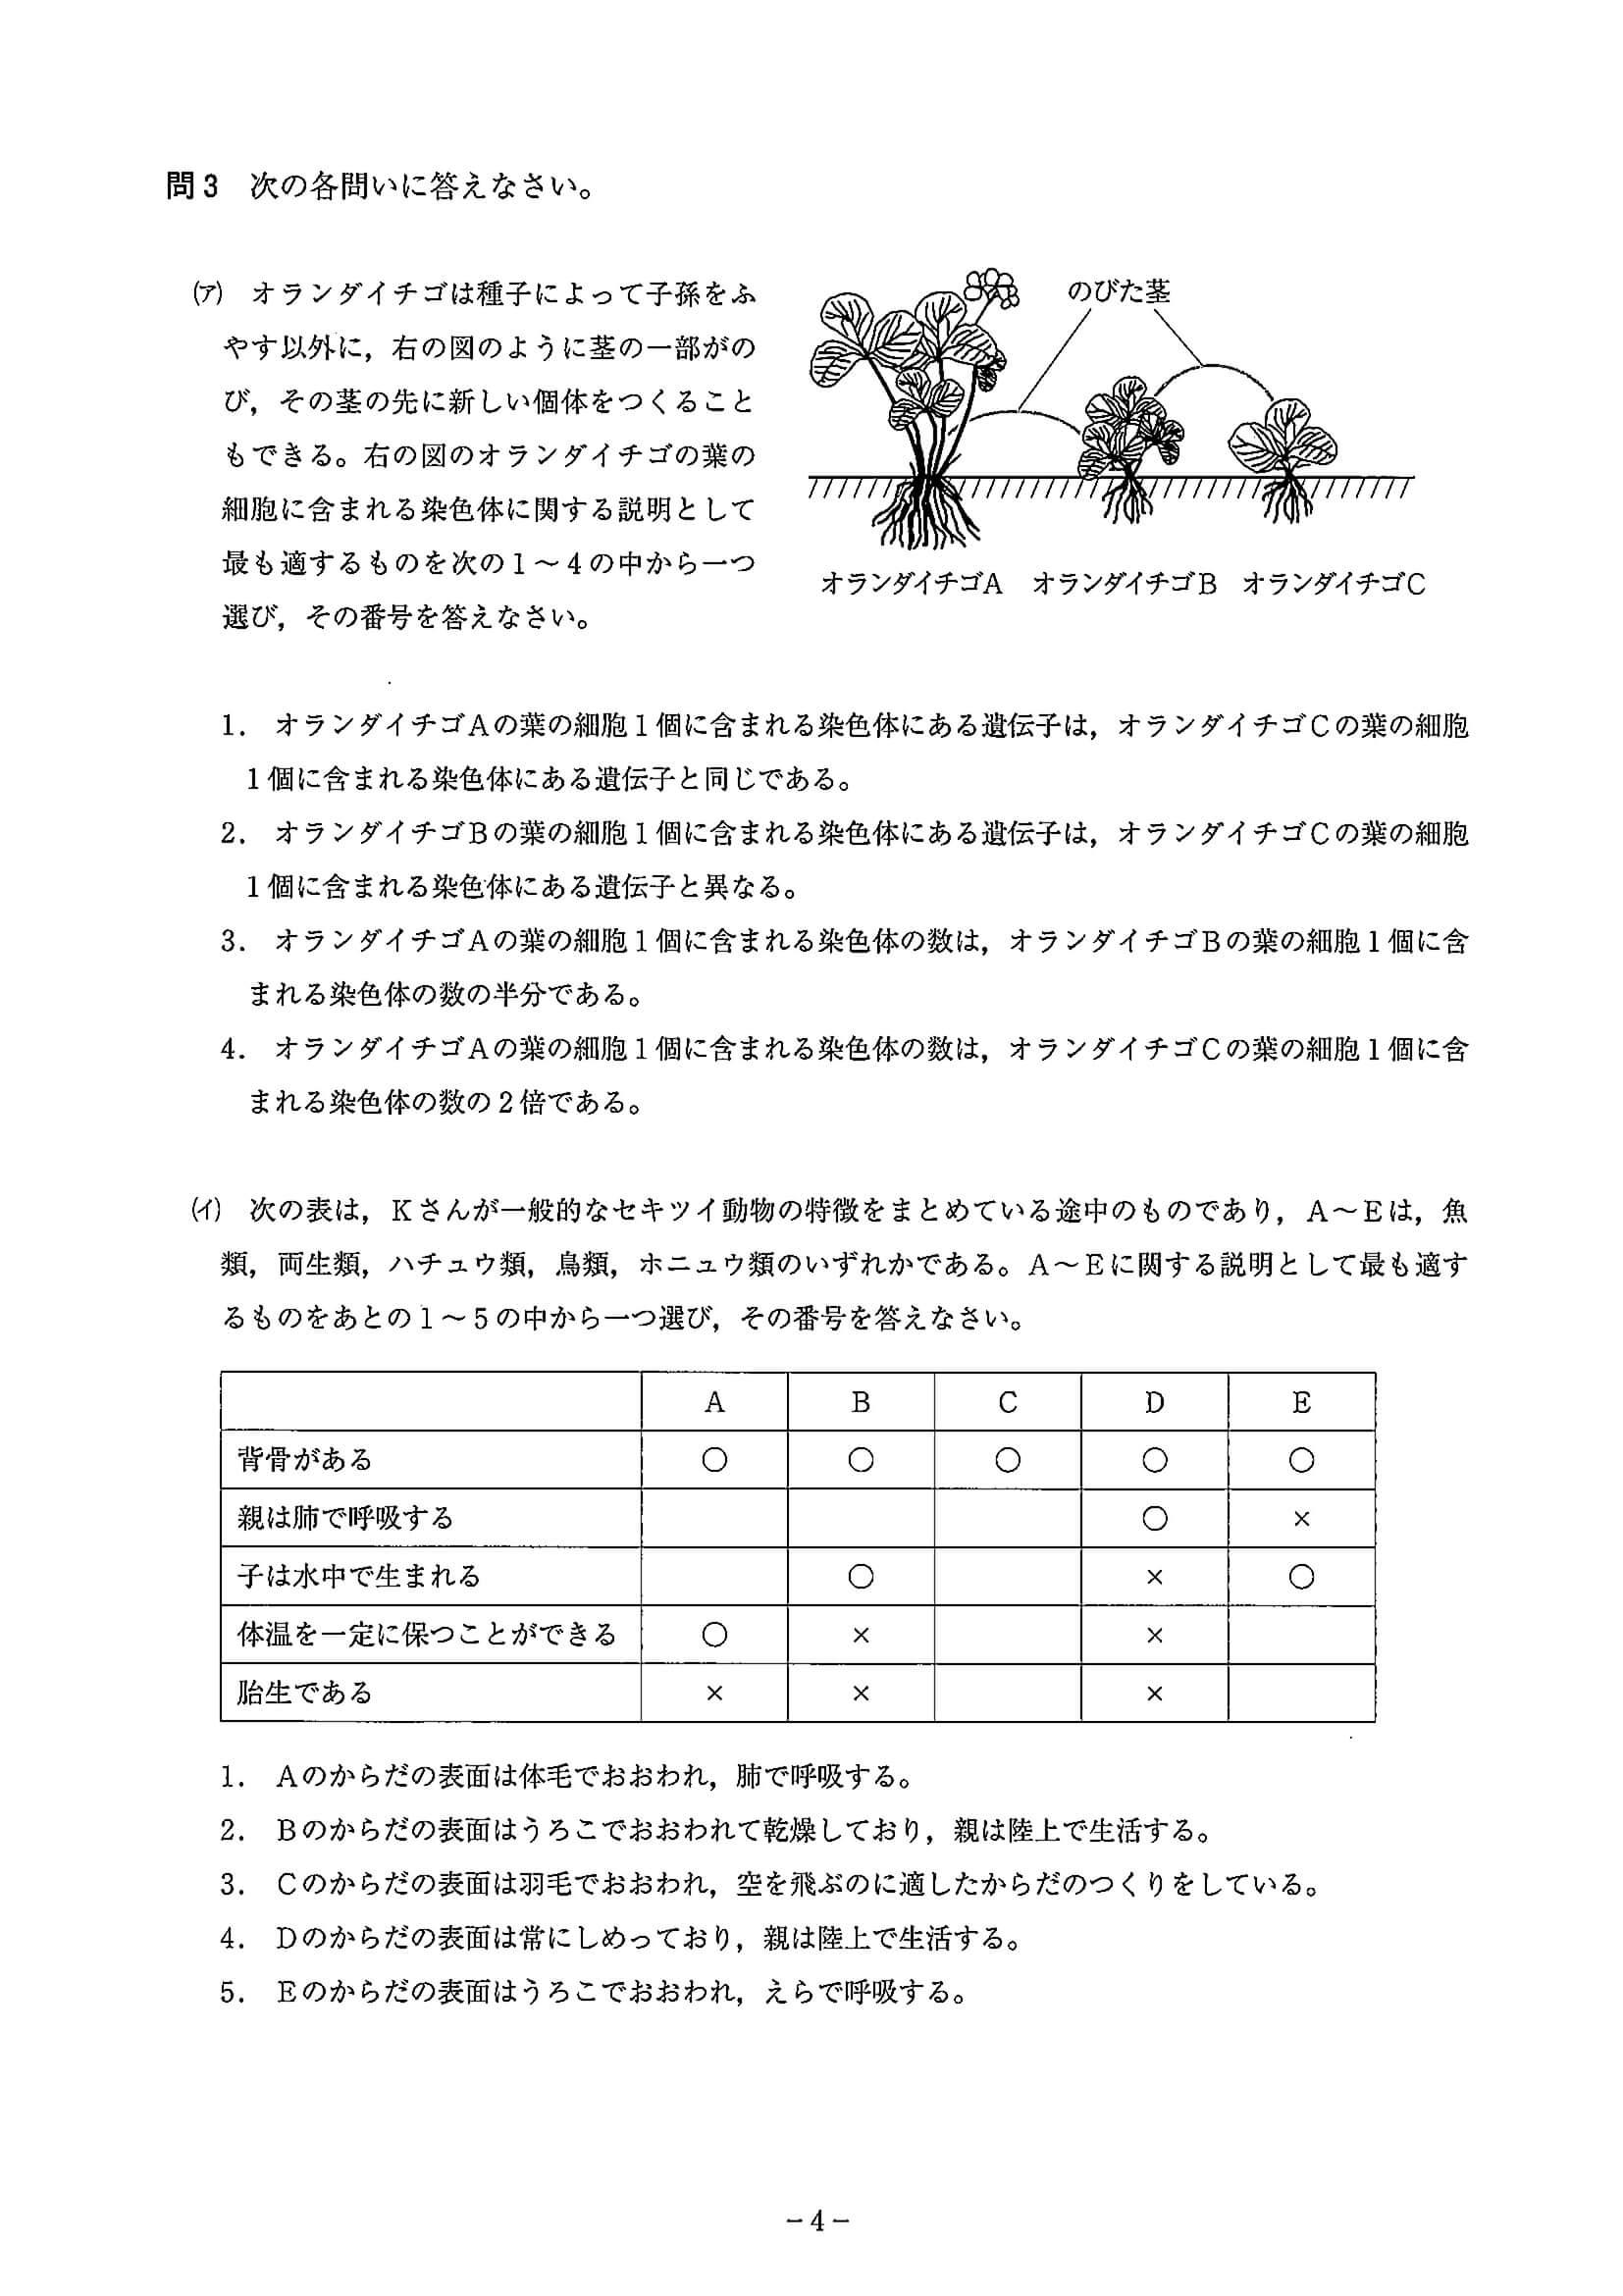 問3　次の各問いに答えなさい。
(ア)　オランダイチゴは種子によって子孫をふ
やす以外に，右の図のように茎の一部がの
び，その茎の先に新しい個体をつくること
もできる。右の図のオランダイチゴの葉の
細胞に含まれる染色体に関する説明として
最も適するものを次の1～4の中から一つ
選び，その番号を答えなさい。
のびた茎
オランダイチゴA　オランダイチゴB　オランダイチゴC
1.　オランダイチゴAの葉の細胞1個に含まれる染色体にある遺伝子は，オランダイチゴCの葉の細胞
1個に含まれる染色体にある遺伝子と同じである。
2.　オランダイチゴBの葉の細胞1個に含まれる染色体にある遺伝子は，オランダイチゴCの葉の細胞
1個に含まれる染色体にある遺伝子と異なる。
3.　オランダイチゴAの葉の細胞1個に含まれる染色体の数は，オランダイチゴBの葉の細胞1個に含
まれる染色体の数の半分である。
4.　オランダイチゴAの葉の細胞1個に含まれる染色体の数は，オランダイチゴCの葉の細胞1個に含
まれる染色体の数の2倍である。
(イ)　次の表は，Kさんが一般的なセキツイ動物の特徴をまとめている途中のものであり，A～Eは，魚
類，両生類，ハチュウ類，鳥類，ホニュウ類のいずれかである。A～Eに関する説明として最も適す
るものをあとの1～5の中から一つ選び，その番号を答えなさい。
A　B　C　D　E
背骨がある　○　○　○　○　○
親は肺で呼吸する　○　×
子は水中で生まれる　○　×　○
体温を一定に保つことができる　○　×　×
胎生である　×　×　×
1.　Aのからだの表面は体毛でおおわれ，肺で呼吸する。
2.　Bのからだの表面はうろこでおおわれて乾燥しており，親は陸上で生活する。
3.　Cのからだの表面は羽毛でおおわれ，空を飛ぶのに適したからだのつくりをしている。
4.　Dのからだの表面は常にしめっており，親は陸上で生活する。
5.　Eのからだの表面はうろこでおおわれ，えらで呼吸する。
－4－